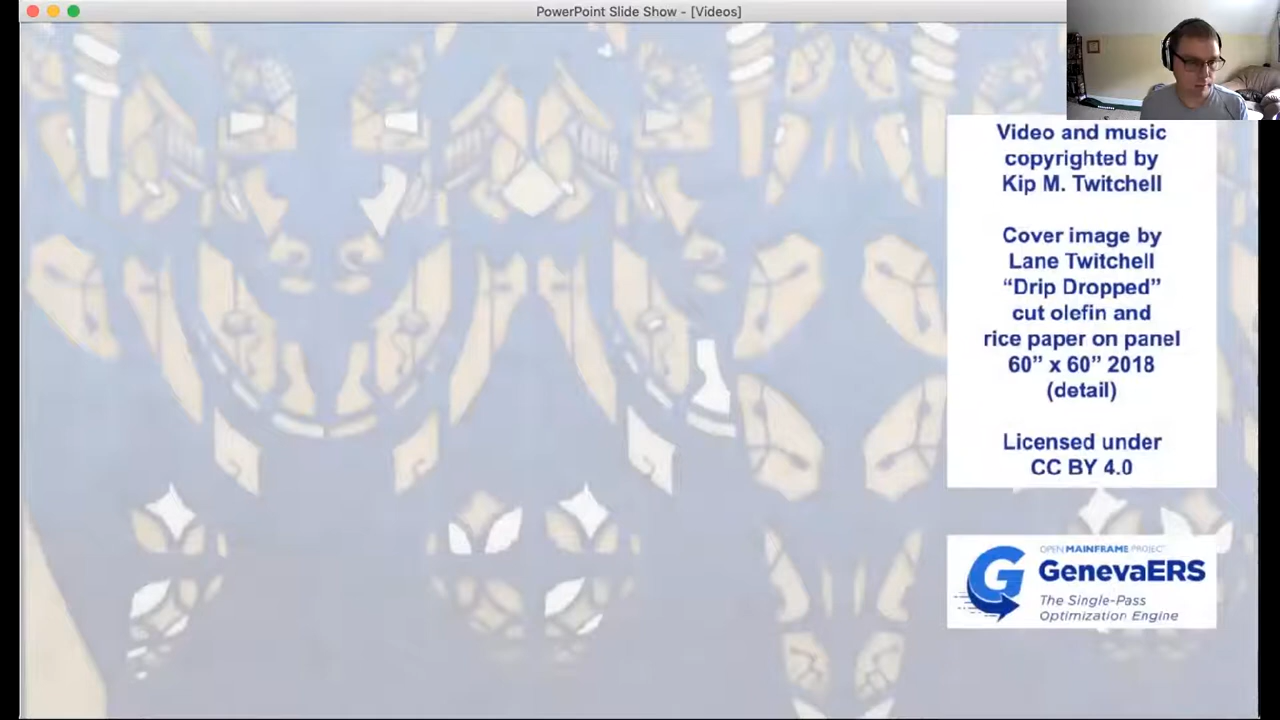 PowerPoint Slide Show - [Videos]
Video and music
copyrighted by
Kip M. Twitchell
Cover image by
Lane Twitchell
“Drip Dropped”
cut olefin and
rice paper on panel
60” x 60” 2018
(detail)
Licensed under
CC BY 4.0
OPEN MAINFRAME PROJECT
GenevaERS
The Single-Pass
Optimization Engine